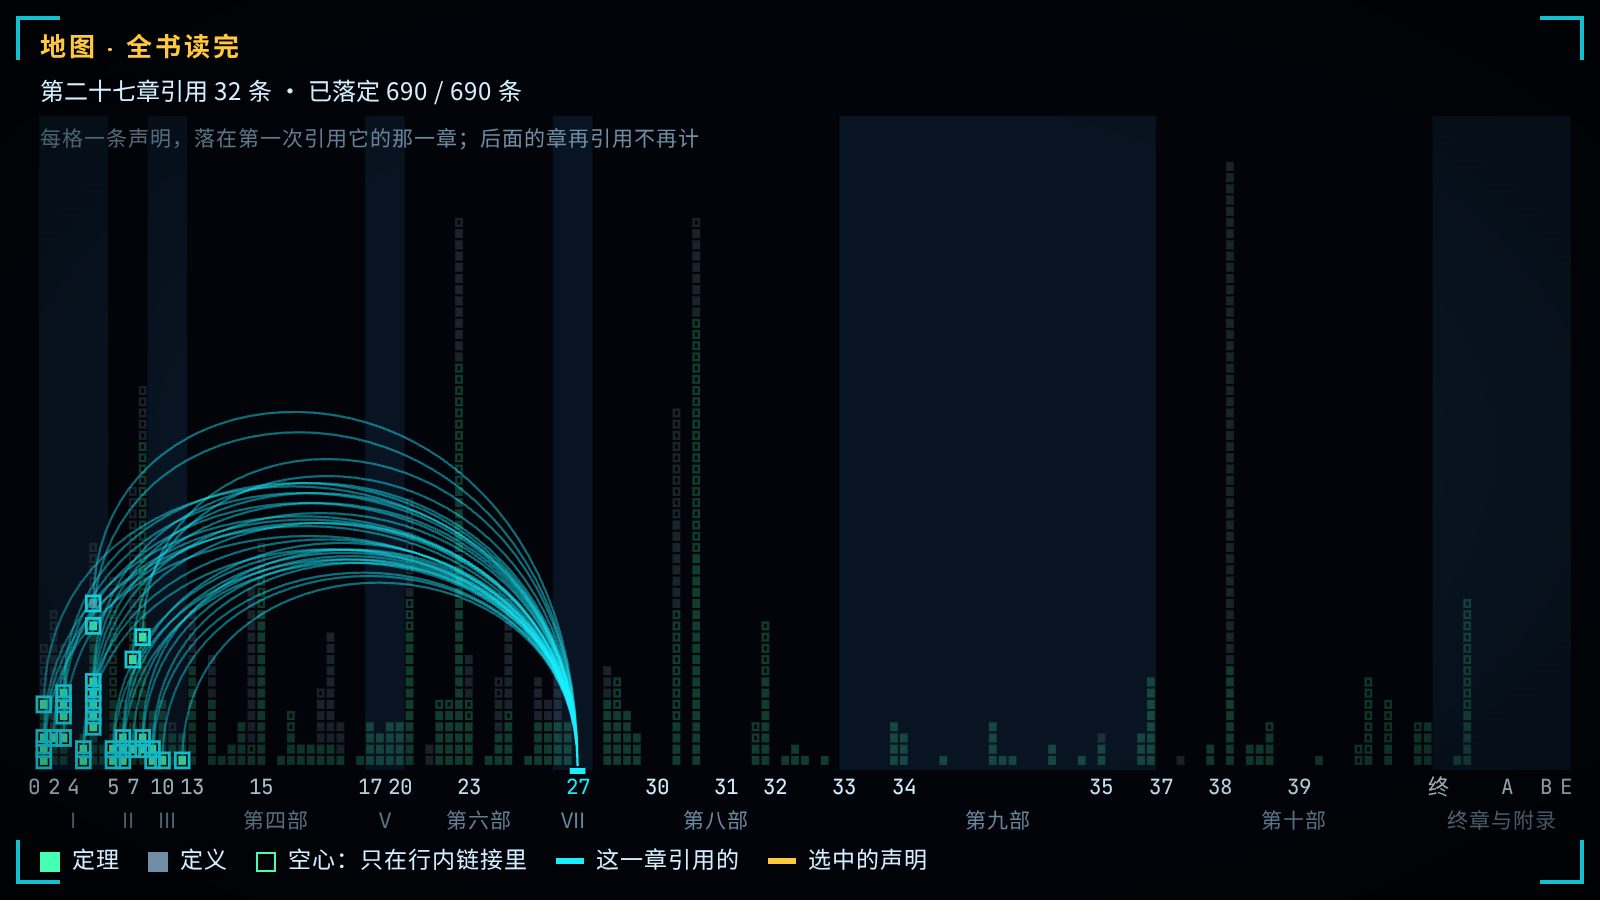 地图 · 全书读完
第二十七章引用 32 条 · 已落定 690 / 690 条
每格一条声明，落在第一次引用它的那一章；后面的章再引用不再计
0 2 4 5 7 10 13 15 17 20 23 27 30 31 32 33 34 35 37 38 39 终 A B E
I II III 第四部 V 第六部 VII 第八部 第九部 第十部 终章与附录
定理 定义 空心：只在行内链接里 这一章引用的 选中的声明